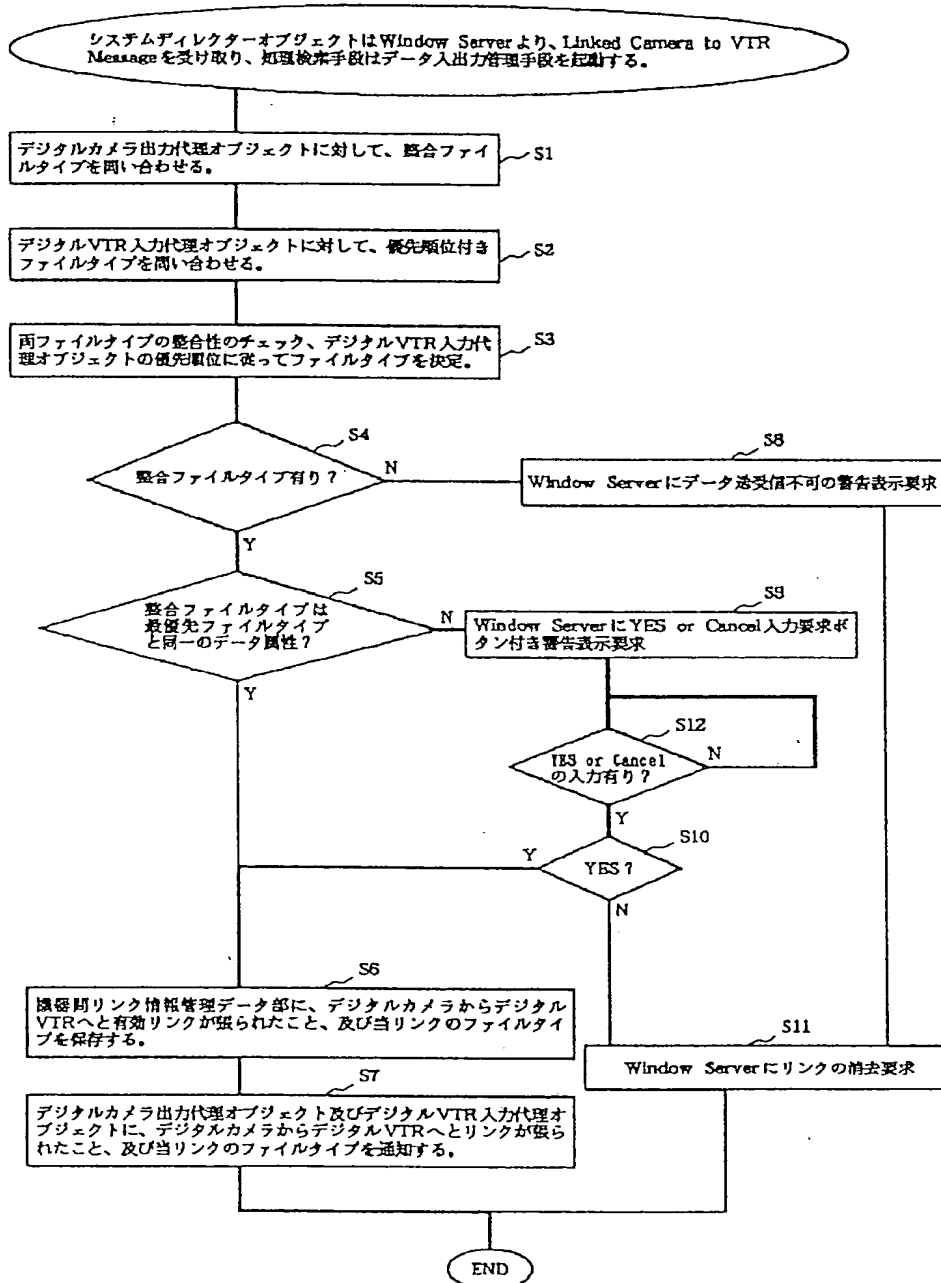 システムディレクターオブジェクトはWindow Serverより、Linked Camera to VTR
Messageを受け取り、処理検索手段はデータ入出力管理手段を起動する。
デジタルカメラ出力代理オブジェクトに対して、整合ファイ
ルタイプを問い合わせる。
S1
デジタルVTR入力代理オブジェクトに対して、優先順位付き
ファイルタイプを問い合わせる。
S2
両ファイルタイプの整合性のチェック、デジタルVTR入力代
理オブジェクトの優先順位に従ってファイルタイプを決定。
S3
S4
整合ファイルタイプ有り？
N
Y
S8
Window Serverにデータ送受信不可の警告表示要求
S5
整合ファイルタイプは
最優先ファイルタイプ
と同一のデータ属性？
N
Y
S9
Window ServerにYES or Cancel入力要求ボ
タン付き警告表示要求
S12
YES or Cancel
の入力有り？
N
Y
S10
YES？
Y
N
S6
機器間リンク情報管理データ部に、デジタルカメラからデジタル
VTRへと有効リンクが張られたこと、及び当リンクのファイルタイプ
を保存する。
S11
Window Serverにリンクの消去要求
S7
デジタルカメラ出力代理オブジェクト及びデジタルVTR入力代理オ
ブジェクトに、デジタルカメラからデジタルVTRへとリンクが張ら
れたこと、及び当リンクのファイルタイプを通知する。
END